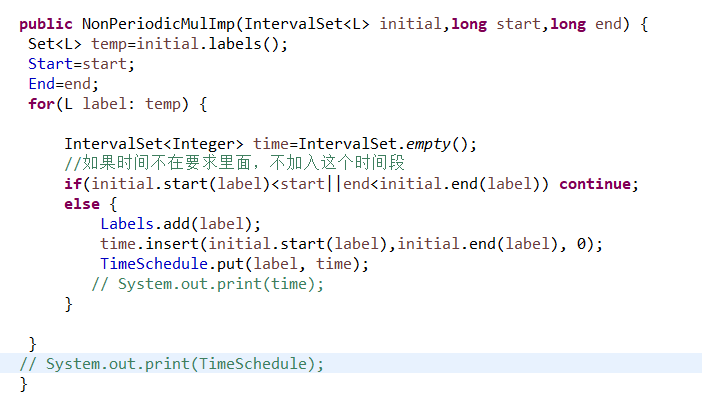 public NonPeriodicMulImp(IntervalSet<L> initial,long start,long end) {
Set<L> temp=initial.labels();
Start=start;
End=end;
for(L label: temp) {
IntervalSet<Integer> time=IntervalSet.empty();
//如果时间不在要求里面，不加入这个时间段
if(initial.start(label)<start||end<initial.end(label)) continue;
else {
Labels.add(label);
time.insert(initial.start(label),initial.end(label), 0);
TimeSchedule.put(label, time);
// System.out.print(time);
}
}
// System.out.print(TimeSchedule);
}